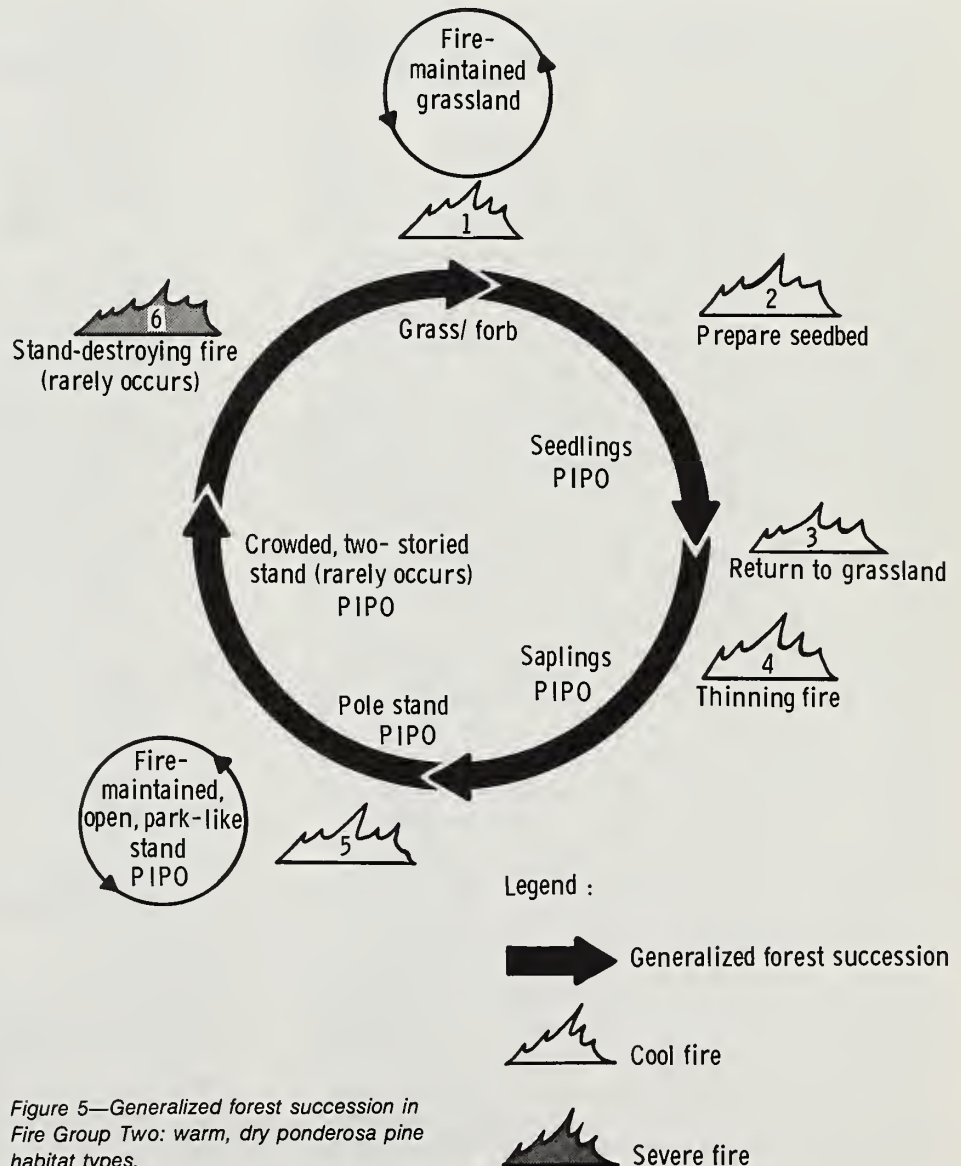 Fire-
maintained
grassland
1
2
Prepare seedbed
6
Stand-destroying fire
(rarely occurs)
Grass/ forb
Seedlings
PIPO
3
Return to grassland
Crowded, two- storied
stand (rarely occurs)
PIPO
4
Thinning fire
Saplings
PIPO
Pole stand
PIPO
Fire-
maintained,
open, park-like
stand
PIPO
5
Legend :
Generalized forest succession
Cool fire
Severe fire
Figure 5—Generalized forest succession in
Fire Group Two: warm, dry ponderosa pine
habitat types.